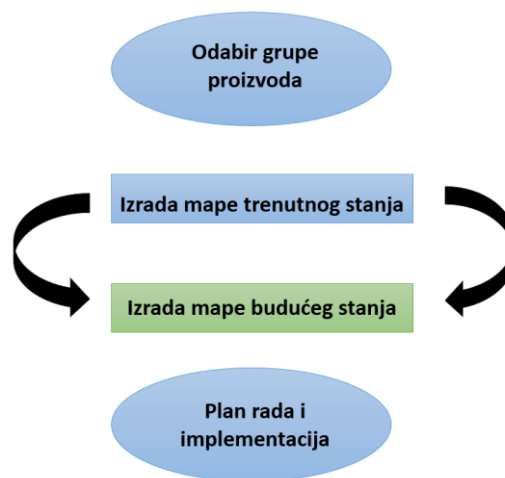 Odabir grupe
proizvoda
Izrada mape trenutnog stanja
Izrada mape budućeg stanja
Plan rada i
implementacija